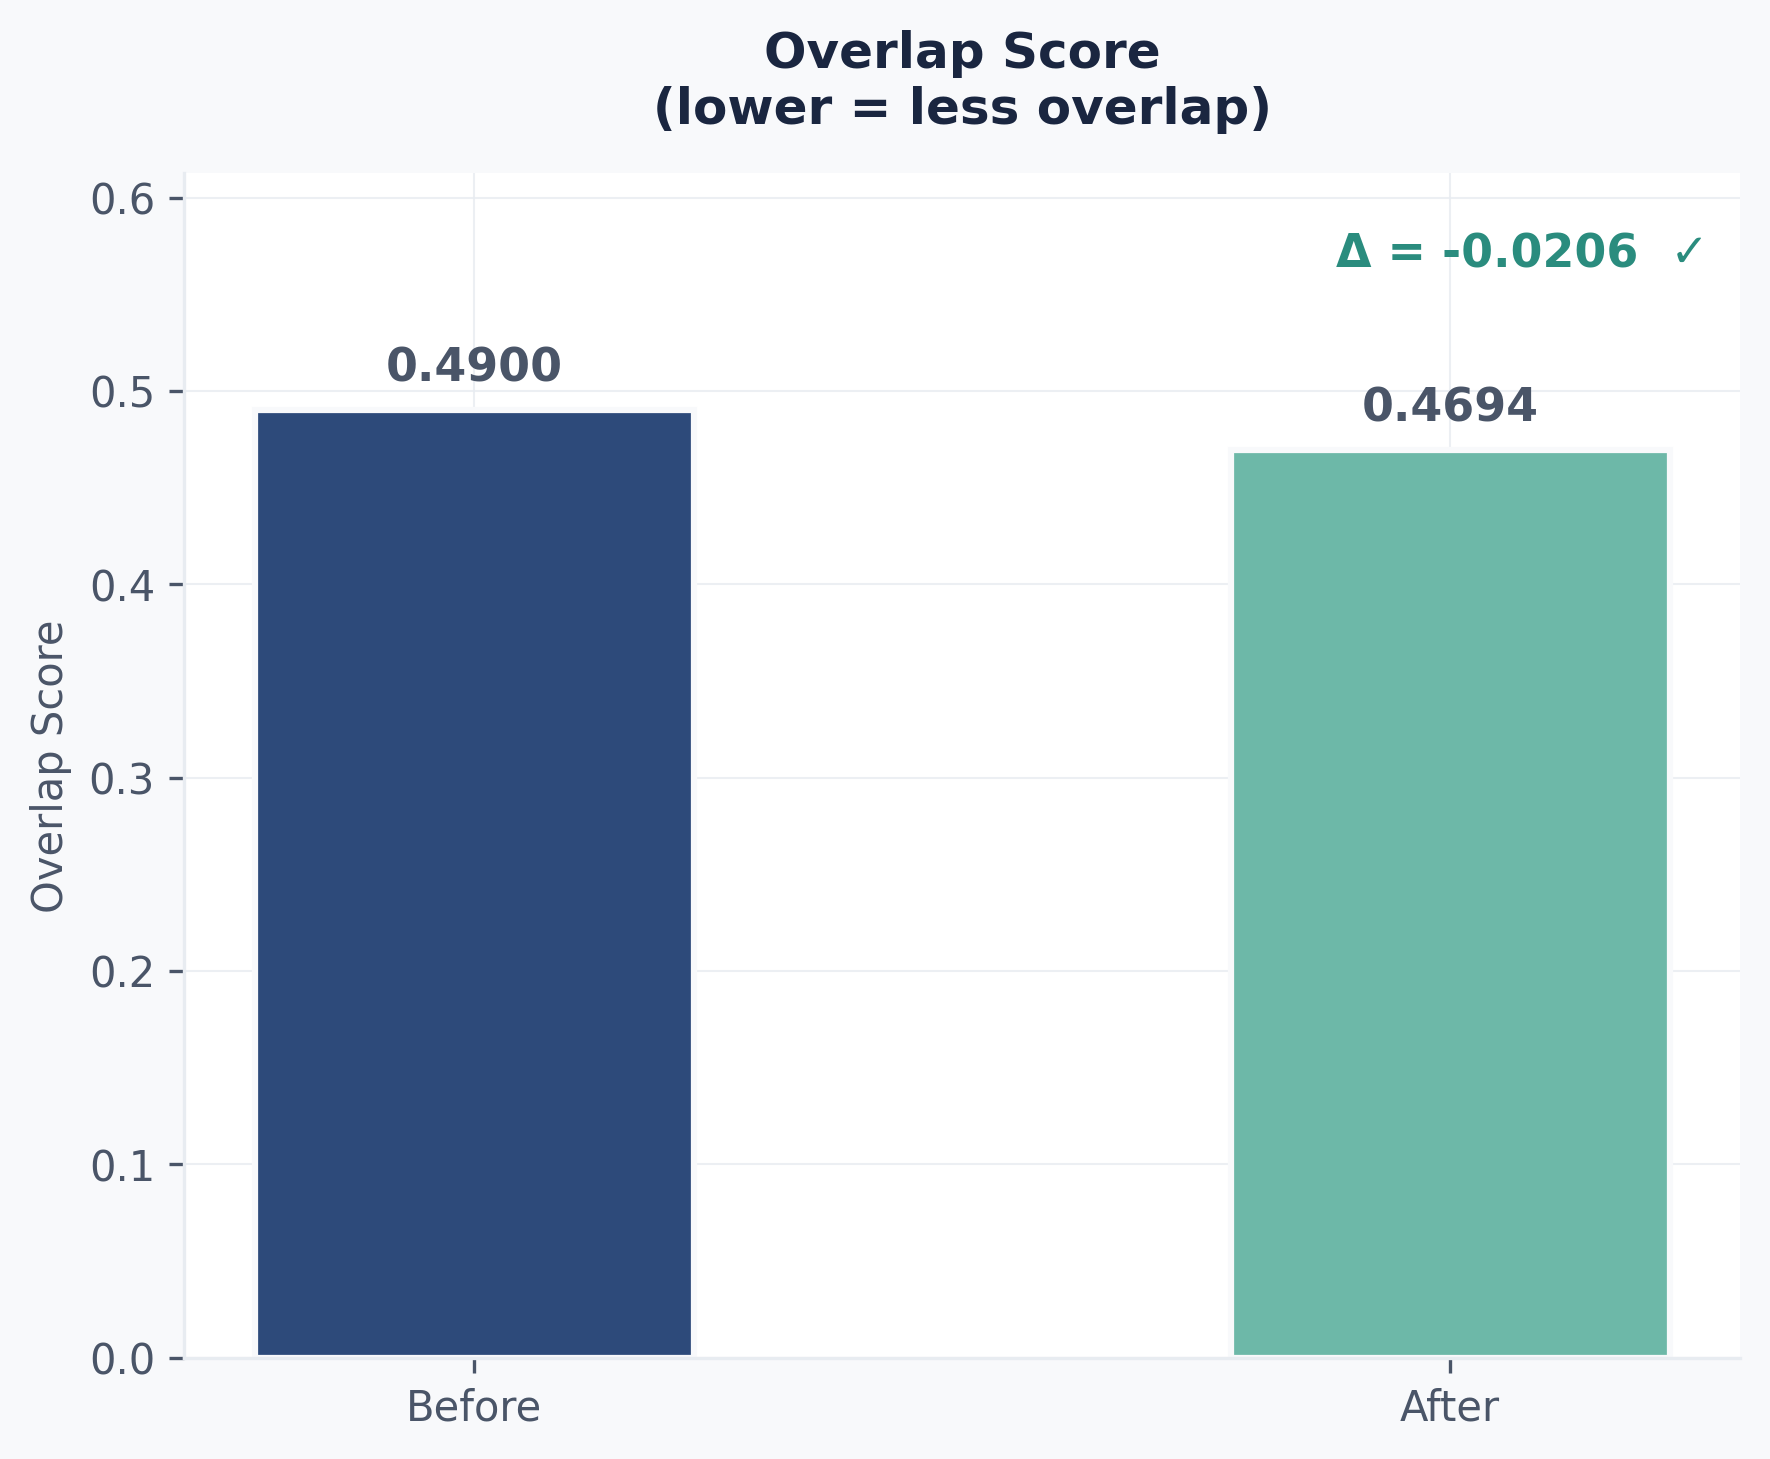 Overlap Score
(lower = less overlap)
0.6
0.5
0.4
0.3
0.2
0.1
0.0
Overlap Score
Δ = -0.0206 ✓
0.4900
0.4694
Before
After